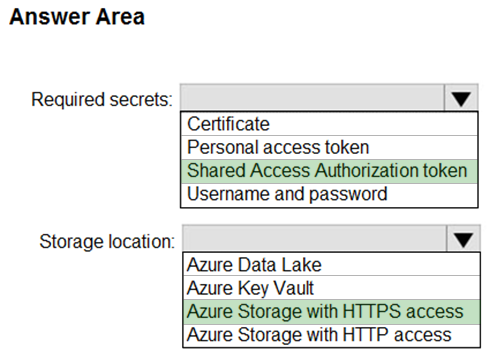 Answer Area
Required secrets:
Certificate
Personal access token
Shared Access Authorization token
Username and password
Storage location:
Azure Data Lake
Azure Key Vault
Azure Storage with HTTPS access
Azure Storage with HTTP access